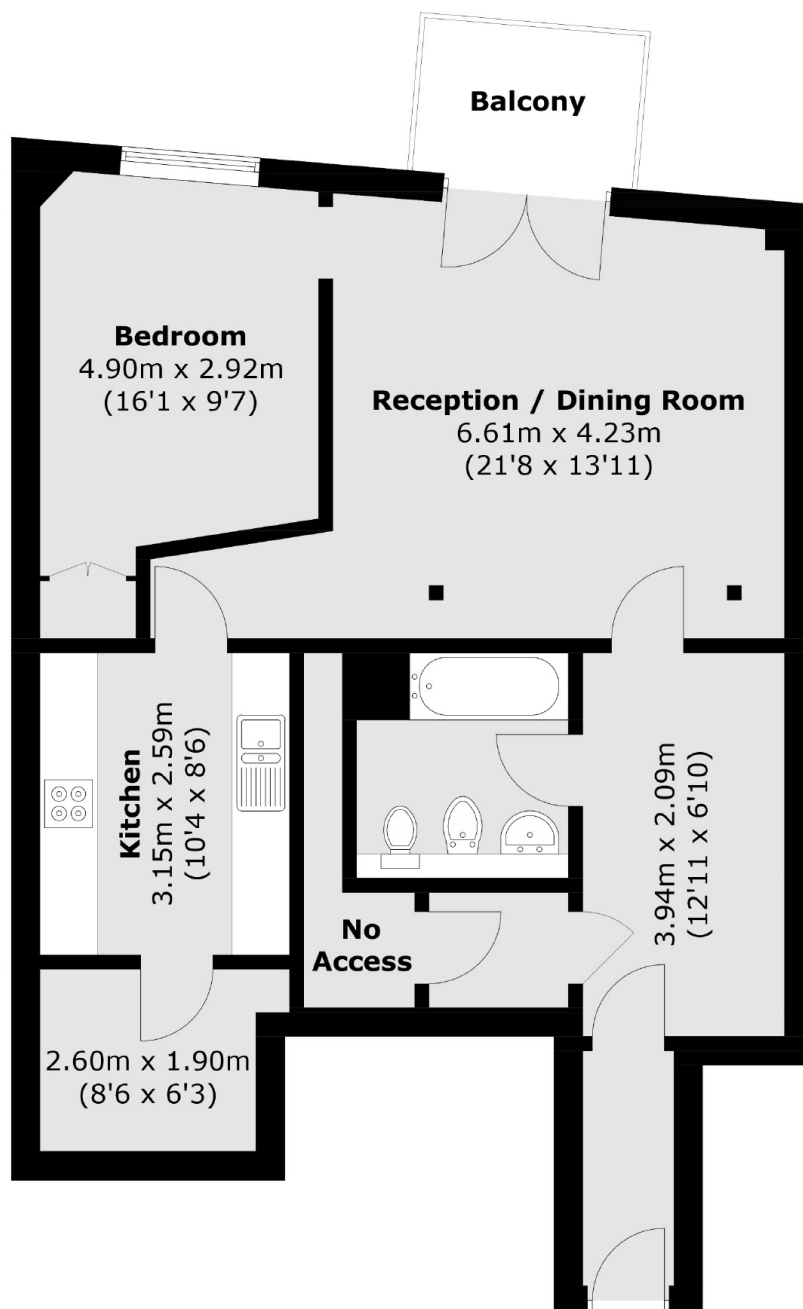 Balcony
Bedroom
4.90m x 2.92m
(16'1 x 9'7)
Reception / Dining Room
6.61m x 4.23m
(21'8 x 13'11)
Kitchen
3.15m x 2.59m
(10'4 x 8'6)
3.94m x 2.09m
(12'11 x 6'10)
No
Access
2.60m x 1.90m
(8'6 x 6'3)